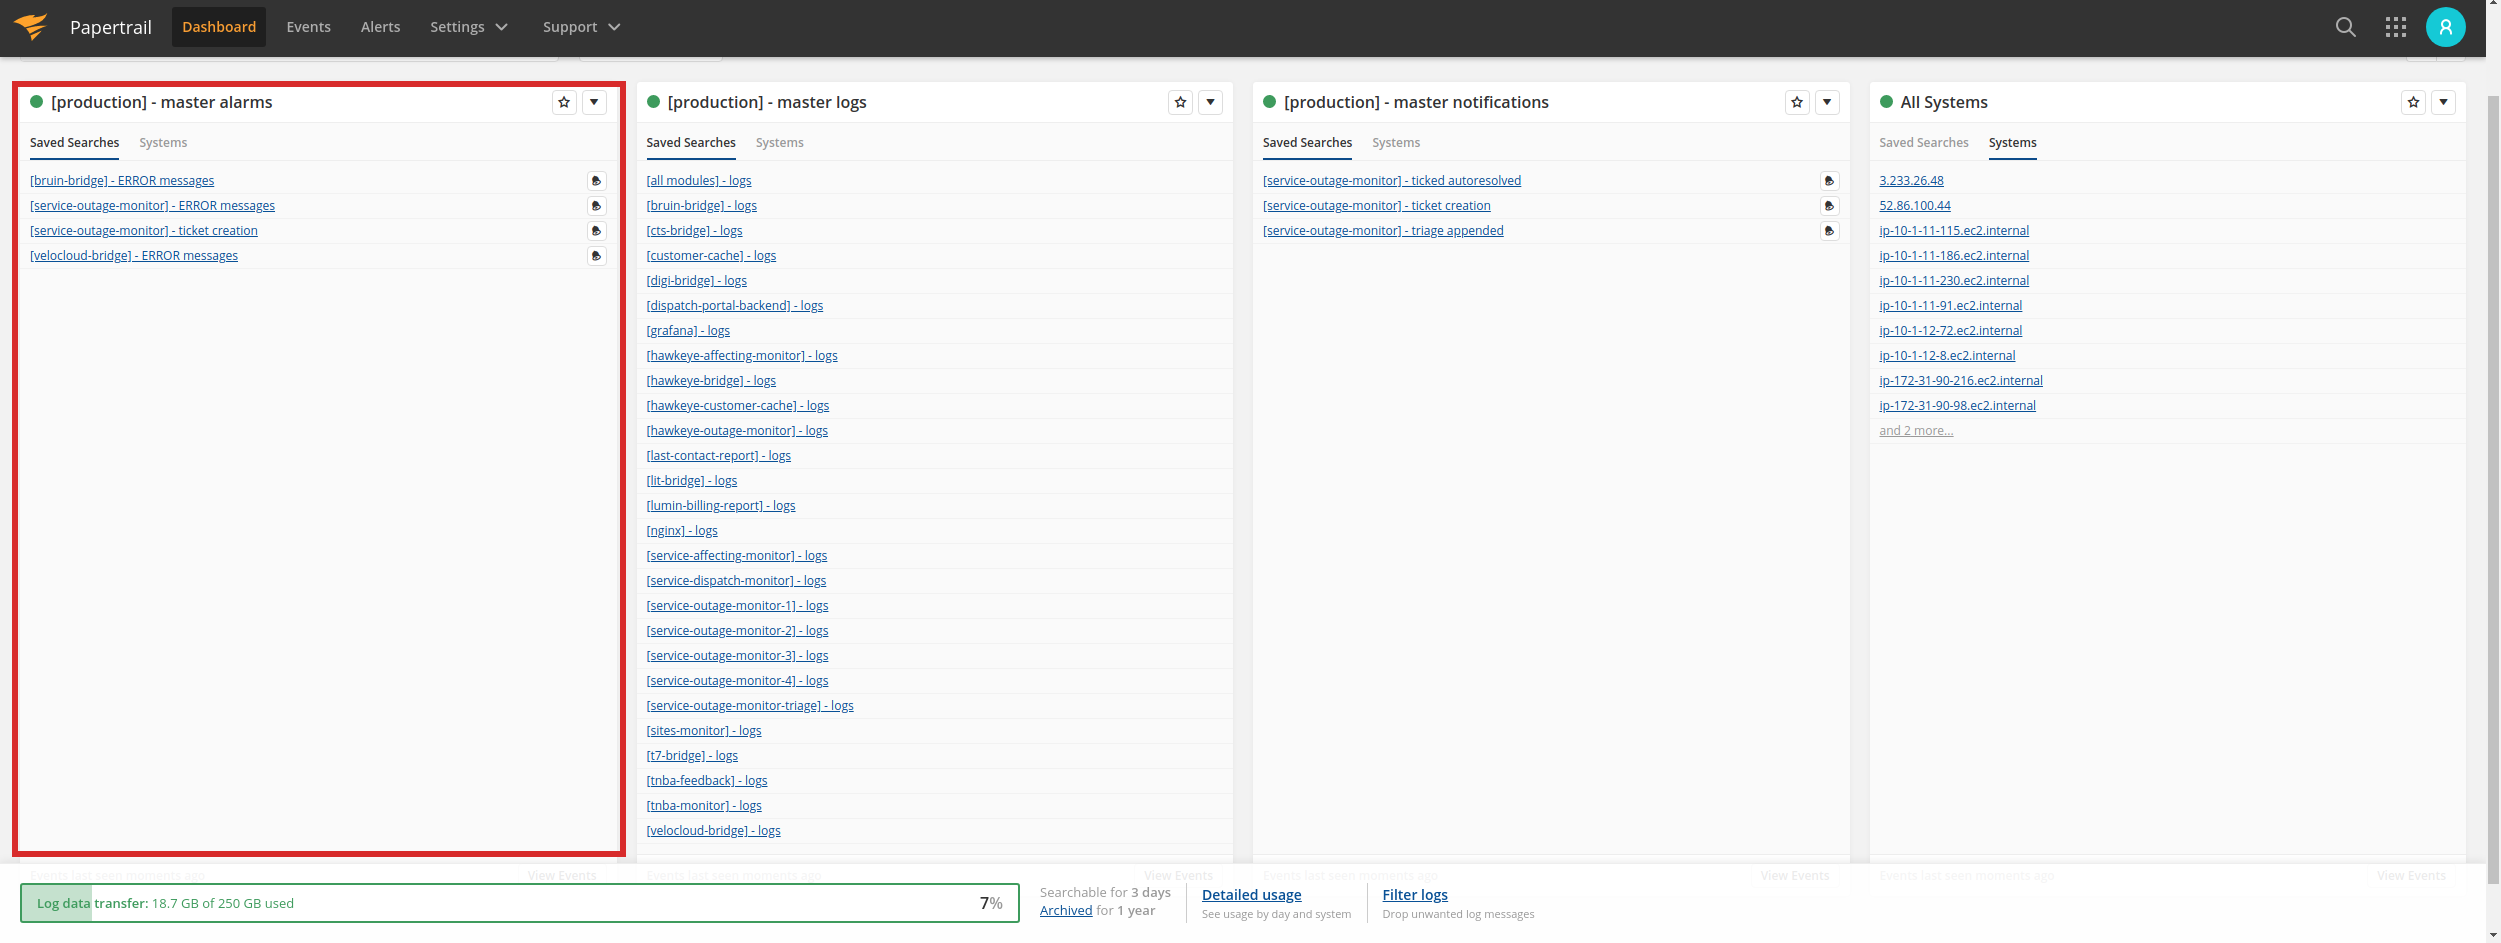 Papertrail Dashboard Events Alerts Settings Support
[production] - master alarms
Saved Searches Systems
[bruin-bridge] - ERROR messages
[service-outage-monitor] - ERROR messages
[service-outage-monitor] - ticket creation
[velocloud-bridge] - ERROR messages
Events last seen moments ago View Events
[production] - master logs
Saved Searches Systems
[all modules] - logs
[bruin-bridge] - logs
[cts-bridge] - logs
[customer-cache] - logs
[digi-bridge] - logs
[dispatch-portal-backend] - logs
[grafana] - logs
[hawkeye-affecting-monitor] - logs
[hawkeye-bridge] - logs
[hawkeye-customer-cache] - logs
[hawkeye-outage-monitor] - logs
[last-contact-report] - logs
[lit-bridge] - logs
[lumin-billing-report] - logs
[nginx] - logs
[service-affecting-monitor] - logs
[service-dispatch-monitor] - logs
[service-outage-monitor-1] - logs
[service-outage-monitor-2] - logs
[service-outage-monitor-3] - logs
[service-outage-monitor-4] - logs
[service-outage-monitor-triage] - logs
[sites-monitor] - logs
[t7-bridge] - logs
[tnba-feedback] - logs
[tnba-monitor] - logs
[velocloud-bridge] - logs
Events last seen moments ago View Events
[production] - master notifications
Saved Searches Systems
[service-outage-monitor] - ticked autoresolved
[service-outage-monitor] - ticket creation
[service-outage-monitor] - triage appended
Events last seen moments ago View Events
All Systems
Saved Searches Systems
3.233.26.48
52.86.100.44
ip-10-1-11-115.ec2.internal
ip-10-1-11-186.ec2.internal
ip-10-1-11-230.ec2.internal
ip-10-1-11-91.ec2.internal
ip-10-1-12-72.ec2.internal
ip-10-1-12-8.ec2.internal
ip-172-31-90-216.ec2.internal
ip-172-31-90-98.ec2.internal
and 2 more...
Events last seen moments ago View Events
Log data transfer: 18.7 GB of 250 GB used 7%
Searchable for 3 days
Archived for 1 year
Detailed usage
See usage by day and system
Filter logs
Drop unwanted log messages